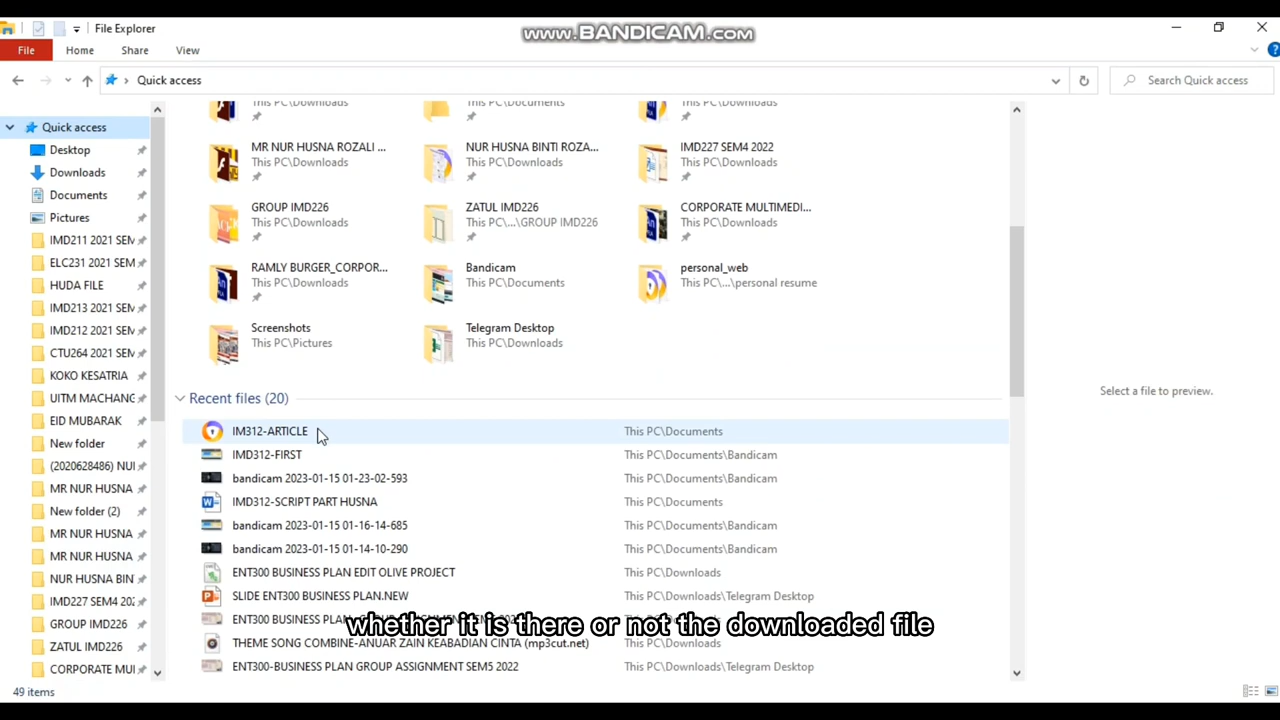 File Explorer
www.BANDICAM.com
File Home Share View
Quick access
Search Quick access
This PC\Downloads This PC\Documents This PC\Downloads
Quick access
Desktop
Downloads
Documents
Pictures
IMD211 2021 SEM
ELC231 2021 SEM
HUDA FILE
IMD213 2021 SEM
IMD212 2021 SEM
CTU264 2021 SEM
KOKO KESATRIA
UITM MACHANG
EID MUBARAK
New folder
(2020628486) NUI
MR NUR HUSNA
New folder (2)
MR NUR HUSNA
MR NUR HUSNA
NUR HUSNA BIN
IMD227 SEM4 202
GROUP IMD226
ZATUL IMD226
CORPORATE MUI
MR NUR HUSNA ROZALI ...
This PC\Downloads
NUR HUSNA BINTI ROZA...
This PC\Downloads
IMD227 SEM4 2022
This PC\Downloads
GROUP IMD226
This PC\Downloads
ZATUL IMD226
This PC\...\GROUP IMD226
CORPORATE MULTIMEDI...
This PC\Downloads
RAMLY BURGER_CORPOR...
This PC\Downloads
Bandicam
This PC\Documents
personal_web
This PC\...\personal resume
Screenshots
This PC\Pictures
Telegram Desktop
This PC\Downloads
Recent files (20)
IM312-ARTICLE This PC\Documents
IMD312-FIRST This PC\Documents\Bandicam
bandicam 2023-01-15 01-23-02-593 This PC\Documents\Bandicam
IMD312-SCRIPT PART HUSNA This PC\Documents
bandicam 2023-01-15 01-16-14-685 This PC\Documents\Bandicam
bandicam 2023-01-15 01-14-10-290 This PC\Documents\Bandicam
ENT300 BUSINESS PLAN EDIT OLIVE PROJECT This PC\Downloads
SLIDE ENT300 BUSINESS PLAN.NEW This PC\Downloads\Telegram Desktop
ENT300 BUSINESS
THEME SONG COMBINE-ANUAR ZAIN KEABADIAN CINTA (mp3cut.net) This PC\Downloads
ENT300-BUSINESS PLAN GROUP ASSIGNMENT SEM5 2022 This PC\Downloads\Telegram Desktop
Select a file to preview.
whether it is there or not the downloaded file
49 items